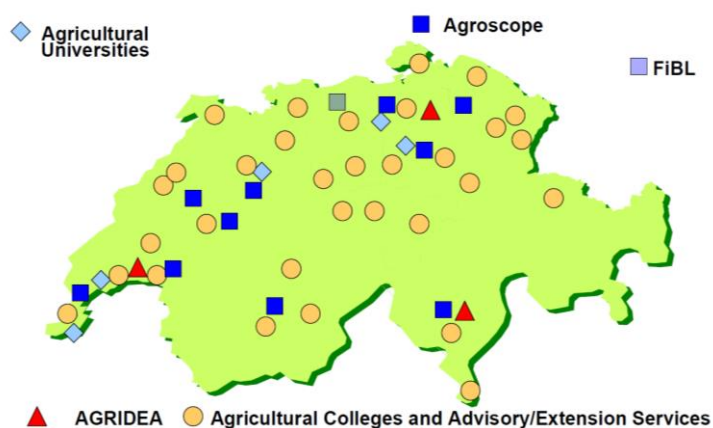 Agricultural
Universities
Agroscope
FiBL
AGRIDEA
Agricultural Colleges and Advisory/Extension Services